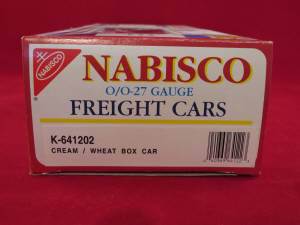 NABISCO
NABISCO
O/O-27 GAUGE
FREIGHT CARS
K-641202
CREAM / WHEAT BOX CAR